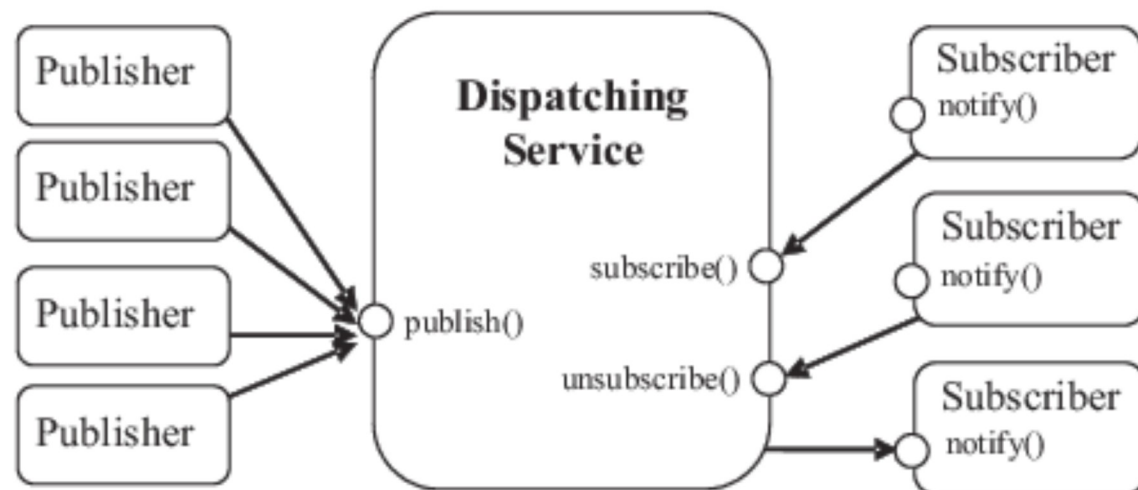 Publisher
Publisher
Publisher
Publisher
Dispatching
Service
publish()
subscribe()
unsubscribe()
Subscriber
notify()
Subscriber
notify()
Subscriber
notify()